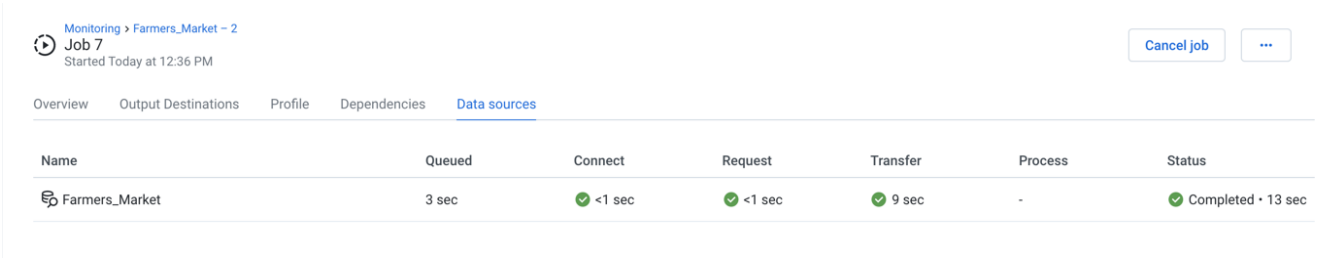 Monitoring > Farmers_Market – 2
Job 7
Started Today at 12:36 PM
Cancel job
...
Overview Output Destinations Profile Dependencies Data sources
Name Queued Connect Request Transfer Process Status
Farmers_Market 3 sec <1 sec <1 sec 9 sec - Completed • 13 sec